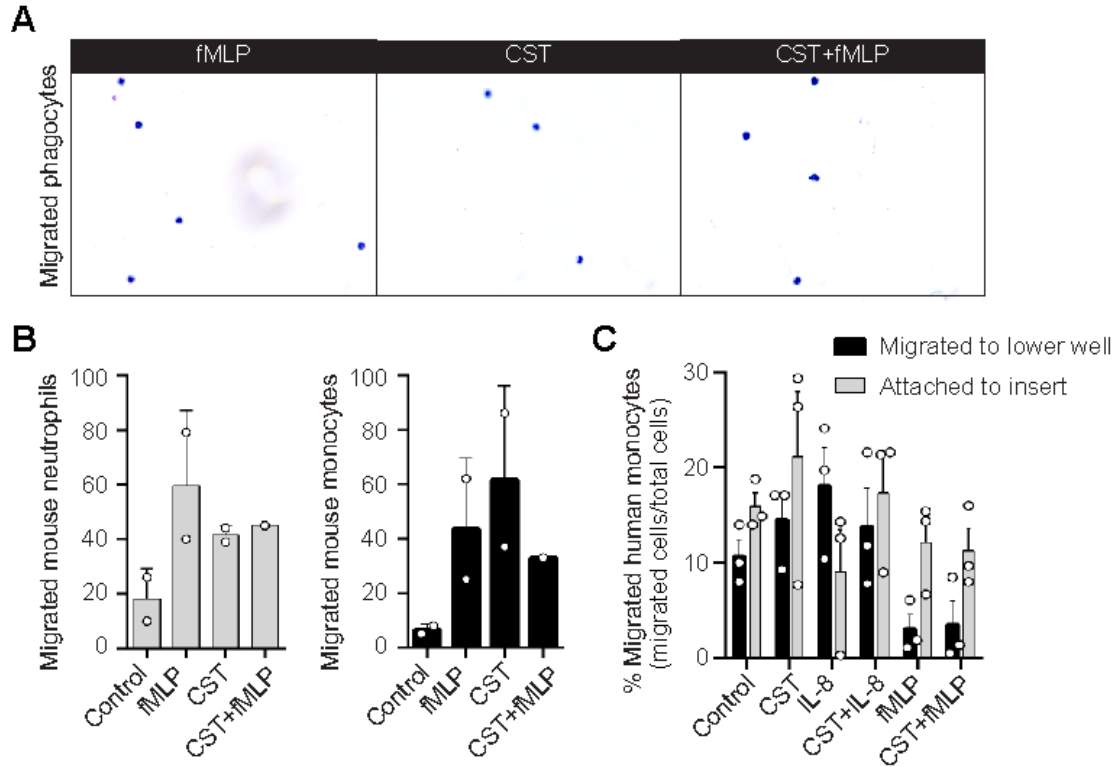 A
fMLP CST CST+fMLP
Migrated phagocytes
B
Migrated mouse neutrophils
100
80
60
40
20
0
Control fMLP CST CST+fMLP
Migrated mouse monocytes
100
80
60
40
20
0
Control fMLP CST CST+fMLP
C
Migrated to lower well
Attached to insert
% Migrated human monocytes
(migrated cells/total cells)
30
20
10
0
Control CST IL-8 CST+IL-8 fMLP CST+fMLP